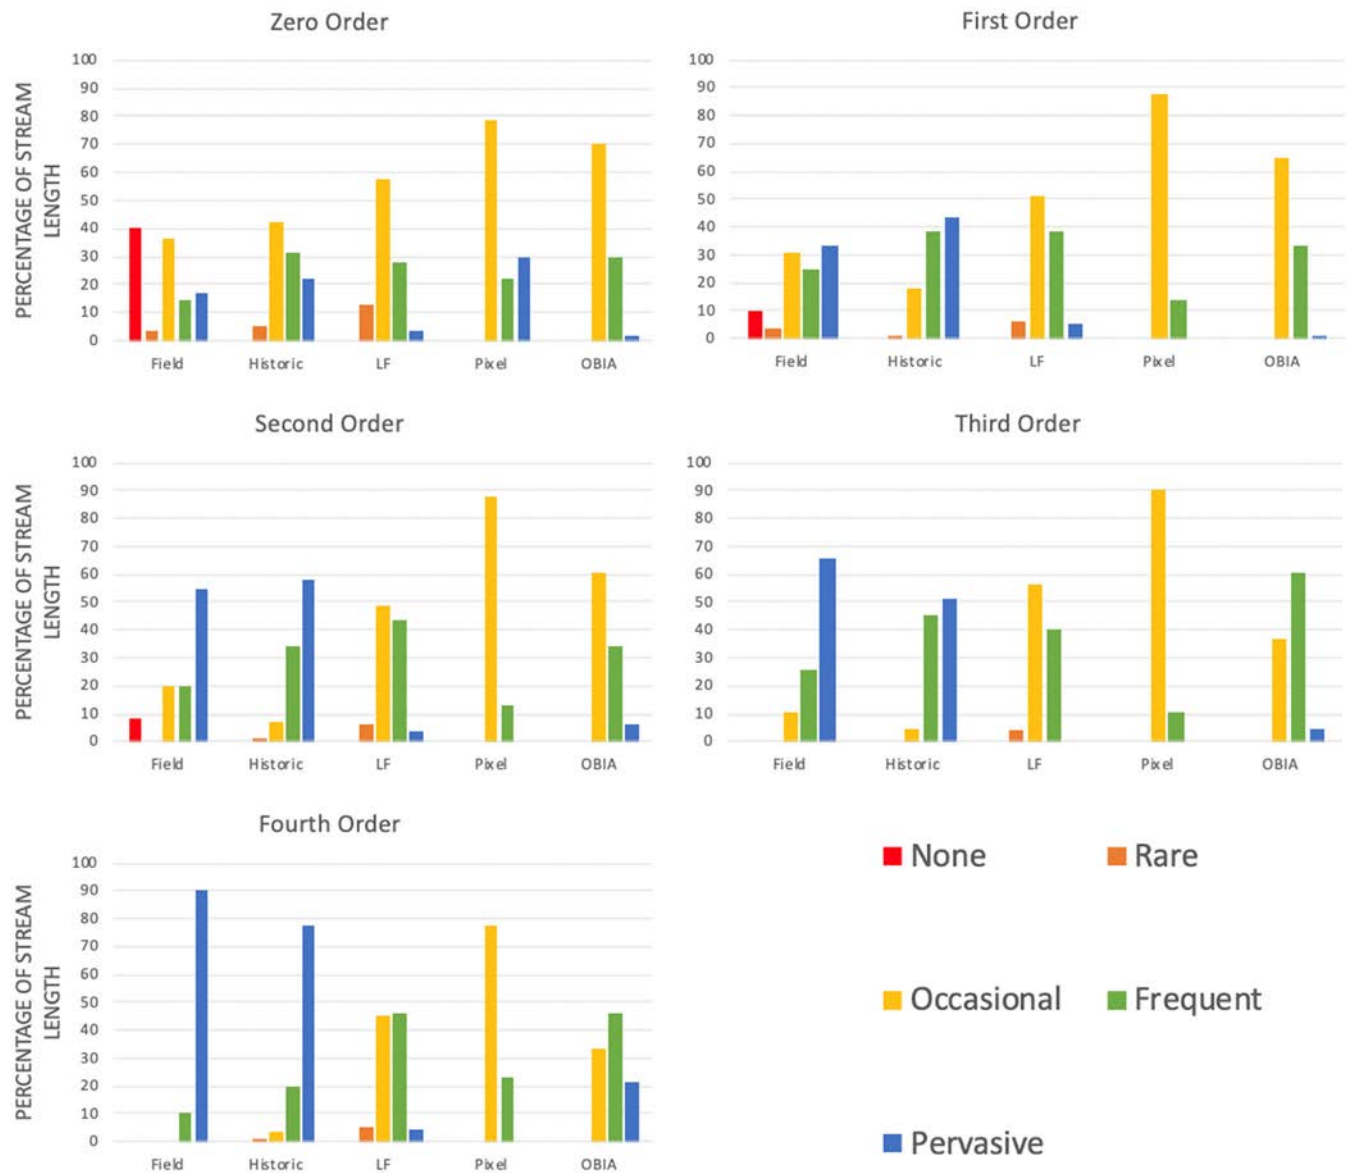 Zero Order
PERCENTAGE OF STREAM
LENGTH
100
90
80
70
60
50
40
30
20
10
0
Field Historic LF Pixel OBIA
First Order
100
90
80
70
60
50
40
30
20
10
0
Field Historic LF Pixel OBIA
Second Order
PERCENTAGE OF STREAM
LENGTH
100
90
80
70
60
50
40
30
20
10
0
Field Historic LF Pixel OBIA
Third Order
100
90
80
70
60
50
40
30
20
10
0
Field Historic LF Pixel OBIA
Fourth Order
PERCENTAGE OF STREAM
LENGTH
100
90
80
70
60
50
40
30
20
10
0
Field Historic LF Pixel OBIA
None Rare
Occasional Frequent
Pervasive